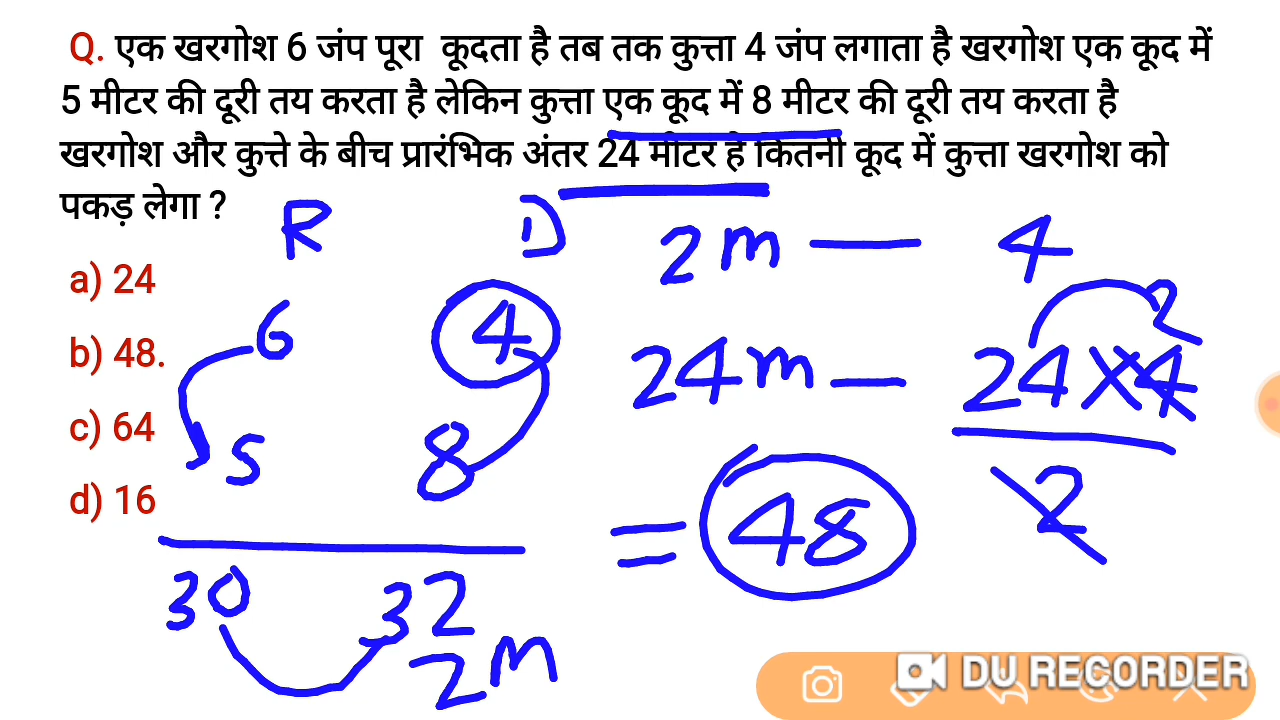 Q. एक खरगोश 6 जंप पूरा कूदता है तब तक कुत्ता 4 जंप लगाता है खरगोश एक कूद में
5 मीटर की दूरी तय करता है लेकिन कुत्ता एक कूद में 8 मीटर की दूरी तय करता है
खरगोश और कुत्ते के बीच प्रारंभिक अंतर 24 मीटर है कितनी कूद में कुत्ता खरगोश को
पकड़ लेगा ?
R D
2m — 4
a) 24
6 4
2
b) 48.
24m — 24×4
c) 64
5 8
2
d) 16
= 48
30 32
2m
DU RECORDER